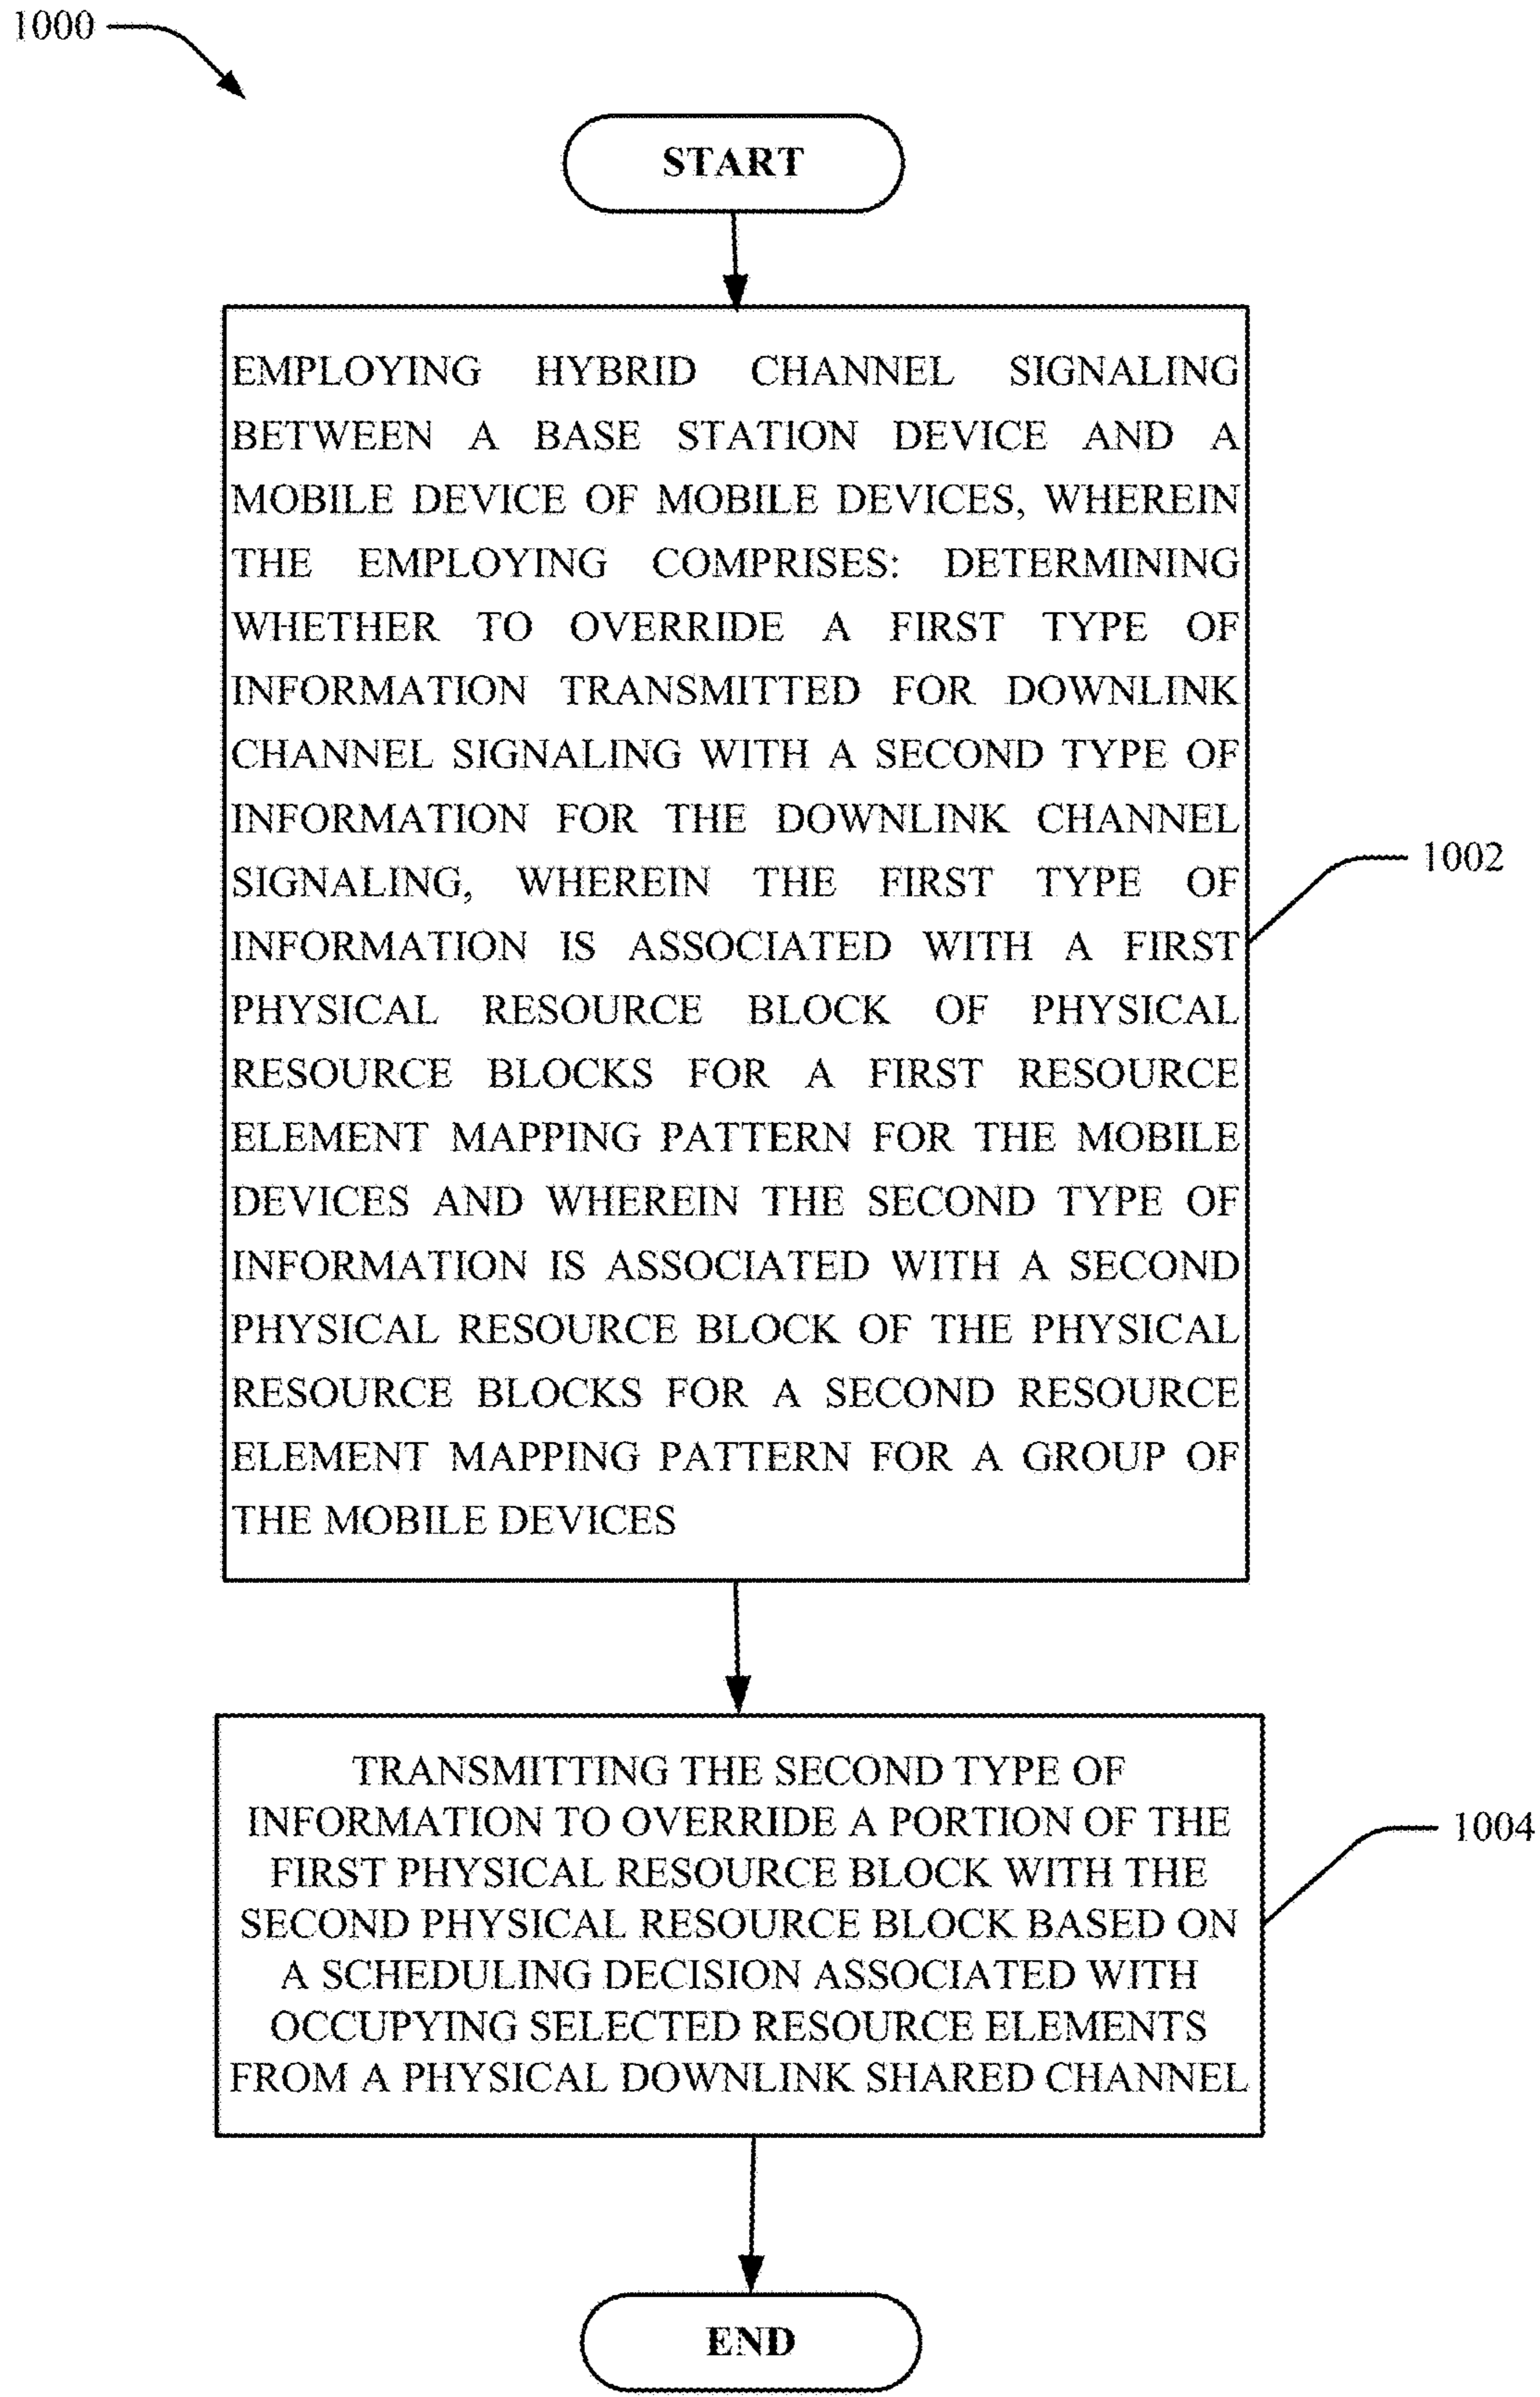 1000
START
EMPLOYING HYBRID CHANNEL SIGNALING
BETWEEN A BASE STATION DEVICE AND A
MOBILE DEVICE OF MOBILE DEVICES, WHEREIN
THE EMPLOYING COMPRISES: DETERMINING
WHETHER TO OVERRIDE A FIRST TYPE OF
INFORMATION TRANSMITTED FOR DOWNLINK
CHANNEL SIGNALING WITH A SECOND TYPE OF
INFORMATION FOR THE DOWNLINK CHANNEL
SIGNALING, WHEREIN THE FIRST TYPE OF
INFORMATION IS ASSOCIATED WITH A FIRST
PHYSICAL RESOURCE BLOCK OF PHYSICAL
RESOURCE BLOCKS FOR A FIRST RESOURCE
ELEMENT MAPPING PATTERN FOR THE MOBILE
DEVICES AND WHEREIN THE SECOND TYPE OF
INFORMATION IS ASSOCIATED WITH A SECOND
PHYSICAL RESOURCE BLOCK OF THE PHYSICAL
RESOURCE BLOCKS FOR A SECOND RESOURCE
ELEMENT MAPPING PATTERN FOR A GROUP OF
THE MOBILE DEVICES
1002
TRANSMITTING THE SECOND TYPE OF
INFORMATION TO OVERRIDE A PORTION OF THE
FIRST PHYSICAL RESOURCE BLOCK WITH THE
SECOND PHYSICAL RESOURCE BLOCK BASED ON
A SCHEDULING DECISION ASSOCIATED WITH
OCCUPYING SELECTED RESOURCE ELEMENTS
FROM A PHYSICAL DOWNLINK SHARED CHANNEL
1004
END